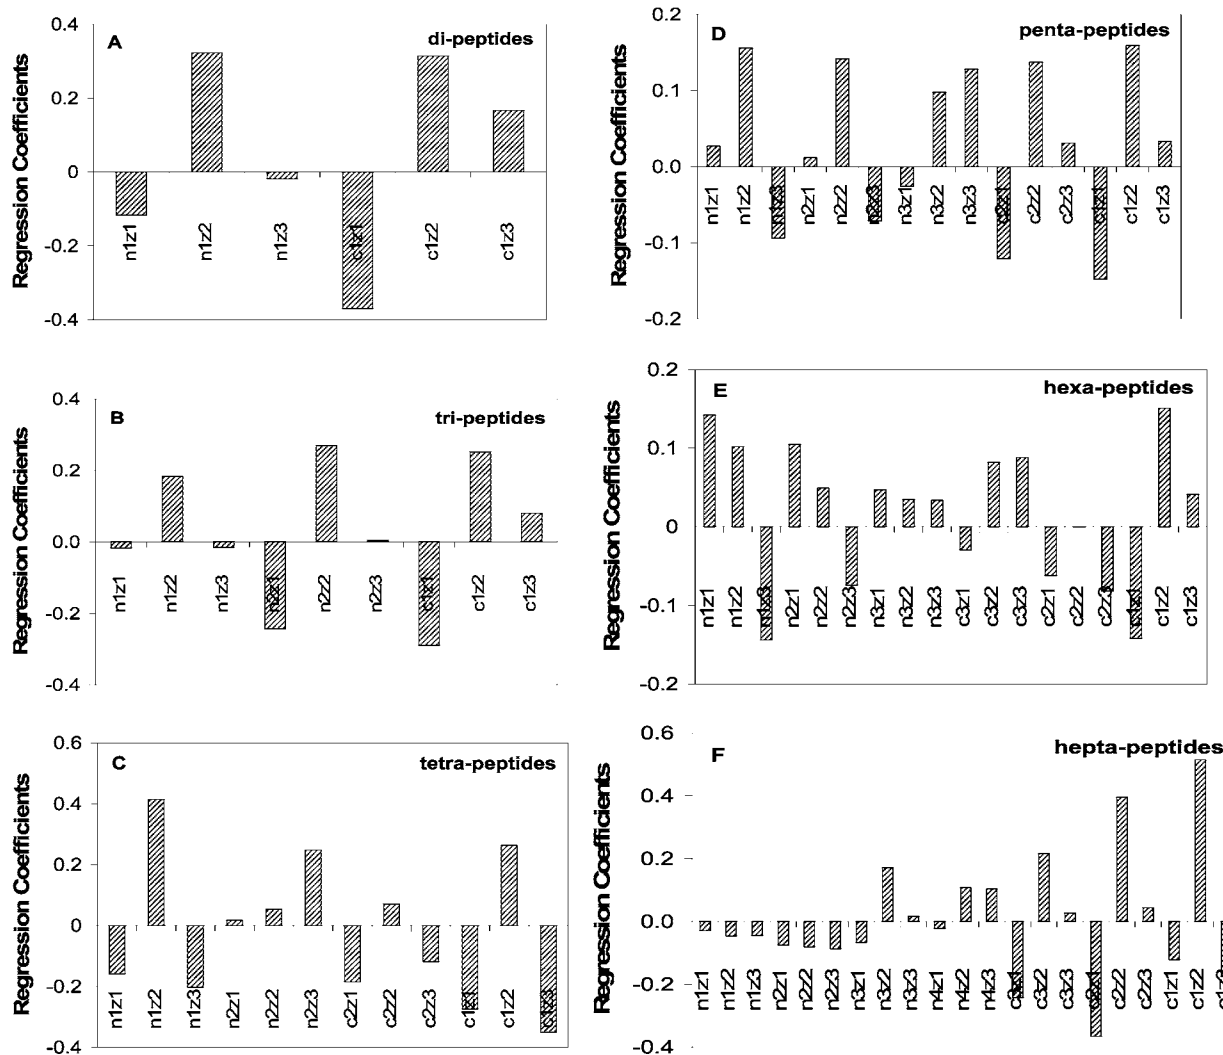 A
di-peptides
Regression Coefficients
0.4
0.2
0
-0.2
-0.4
n1z1
n1z2
n1z3
c1z1
c1z2
c1z3
B
tri-peptides
Regression Coefficients
0.4
0.2
0.0
-0.2
-0.4
n1z1
n1z2
n1z3
n2z1
n2z2
n2z3
c1z1
c1z2
c1z3
C
tetra-peptides
Regression Coefficients
0.6
0.4
0.2
0
-0.2
-0.4
n1z1
n1z2
n1z3
n2z1
n2z2
n2z3
c2z1
c2z2
c2z3
c1z1
c1z2
c1z3
D
penta-peptides
Regression Coefficients
0.2
0.1
0.0
-0.1
-0.2
n1z1
n1z2
n1z3
n2z1
n2z2
n2z3
n3z1
n3z2
n3z3
c2z1
c2z2
c2z3
c1z1
c1z2
c1z3
E
hexa-peptides
Regression Coefficients
0.2
0.1
0
-0.1
-0.2
n1z1
n1z2
n1z3
n2z1
n2z2
n2z3
n3z1
n3z2
n3z3
c3z1
c3z2
c3z3
c2z1
c2z2
c2z3
c1z1
c1z2
c1z3
F
hepta-peptides
Regression Coefficients
0.6
0.4
0.2
0.0
-0.2
-0.4
n1z1
n1z2
n1z3
n2z1
n2z2
n2z3
n3z1
n3z2
n3z3
n4z1
n4z2
n4z3
c3z1
c3z2
c3z3
c2z1
c2z2
c2z3
c1z1
c1z2
c1z3